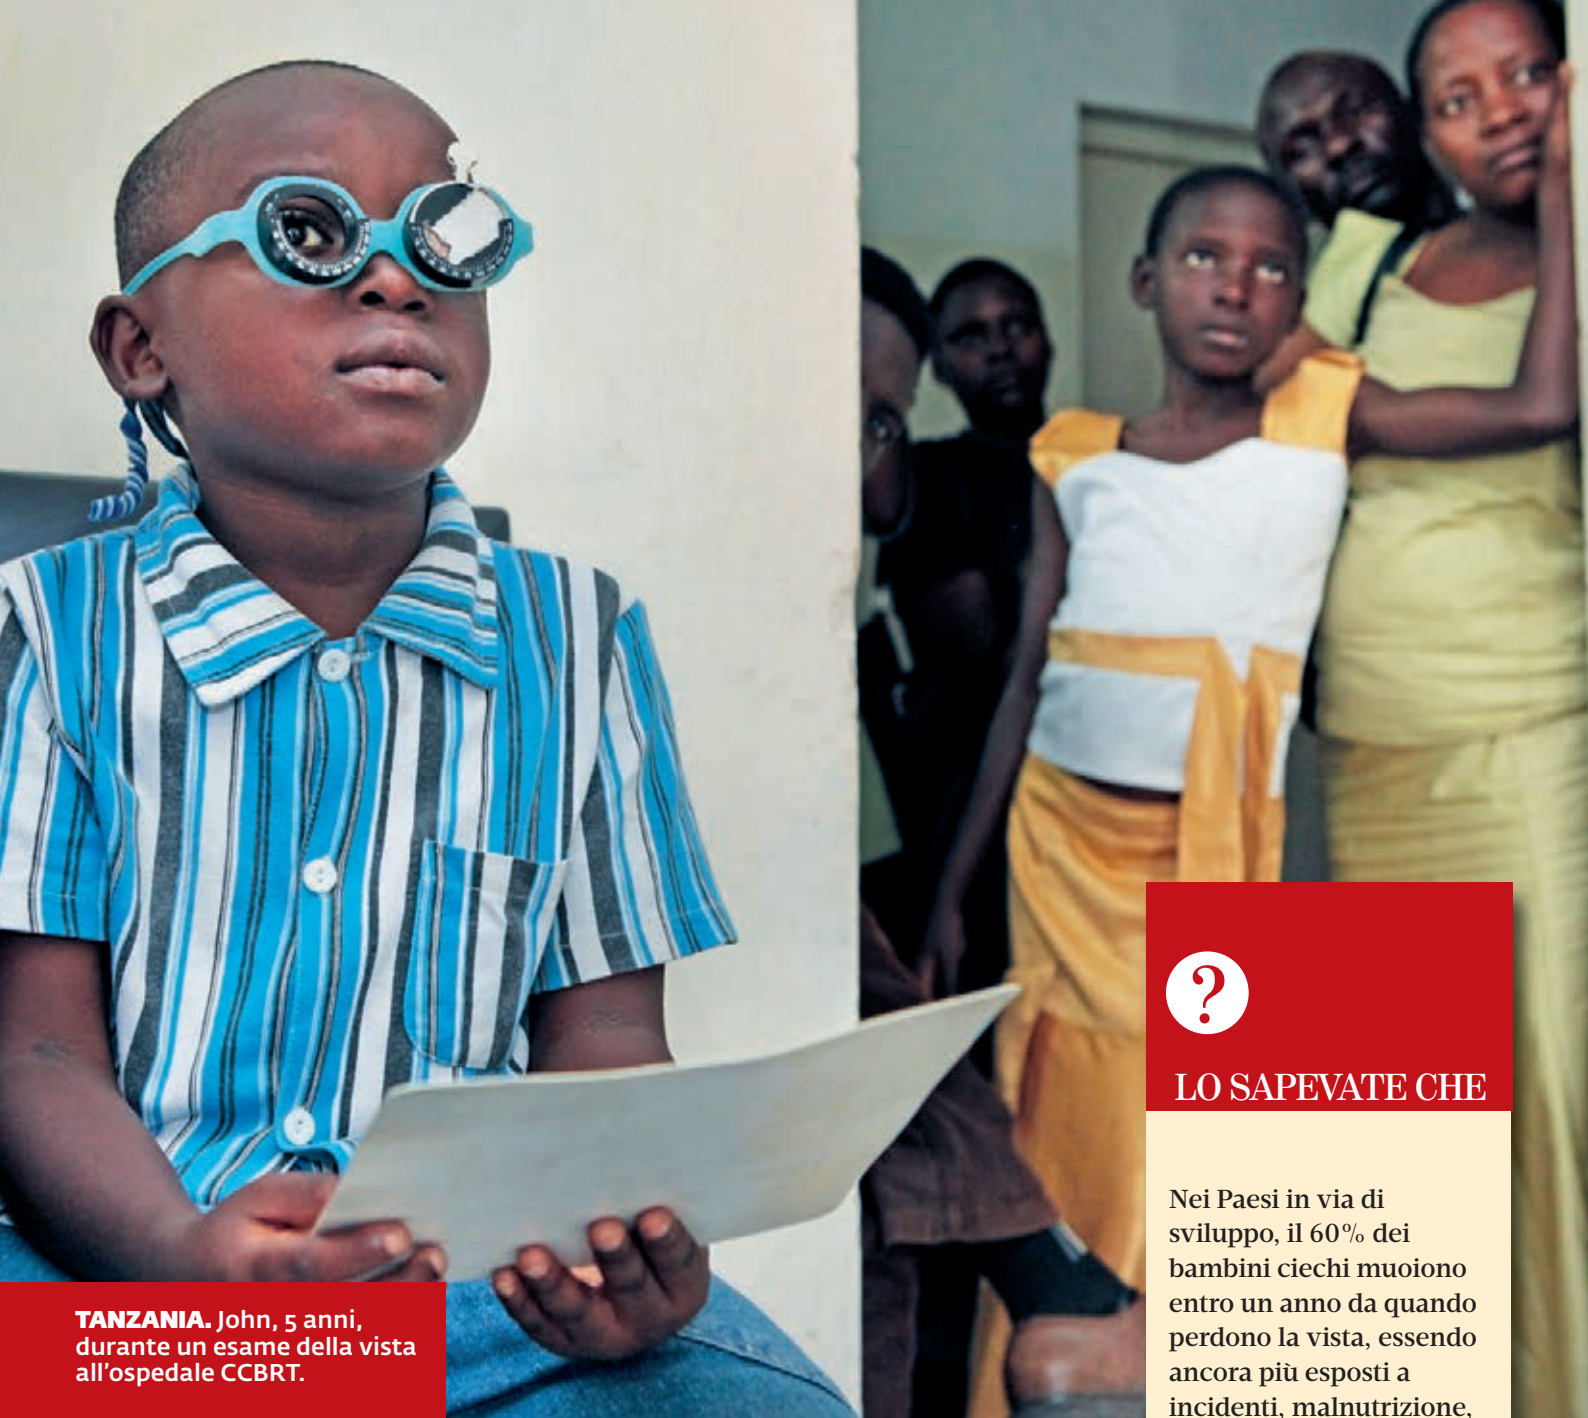 TANZANIA. John, 5 anni,
durante un esame della vista
all'ospedale CCBRT.
?
LO SAPEVATE CHE
Nei Paesi in via di
sviluppo, il 60% dei
bambini ciechi muoiono
entro un anno da quando
perdono la vista, essendo
ancora più esposti a
incidenti, malnutrizione,